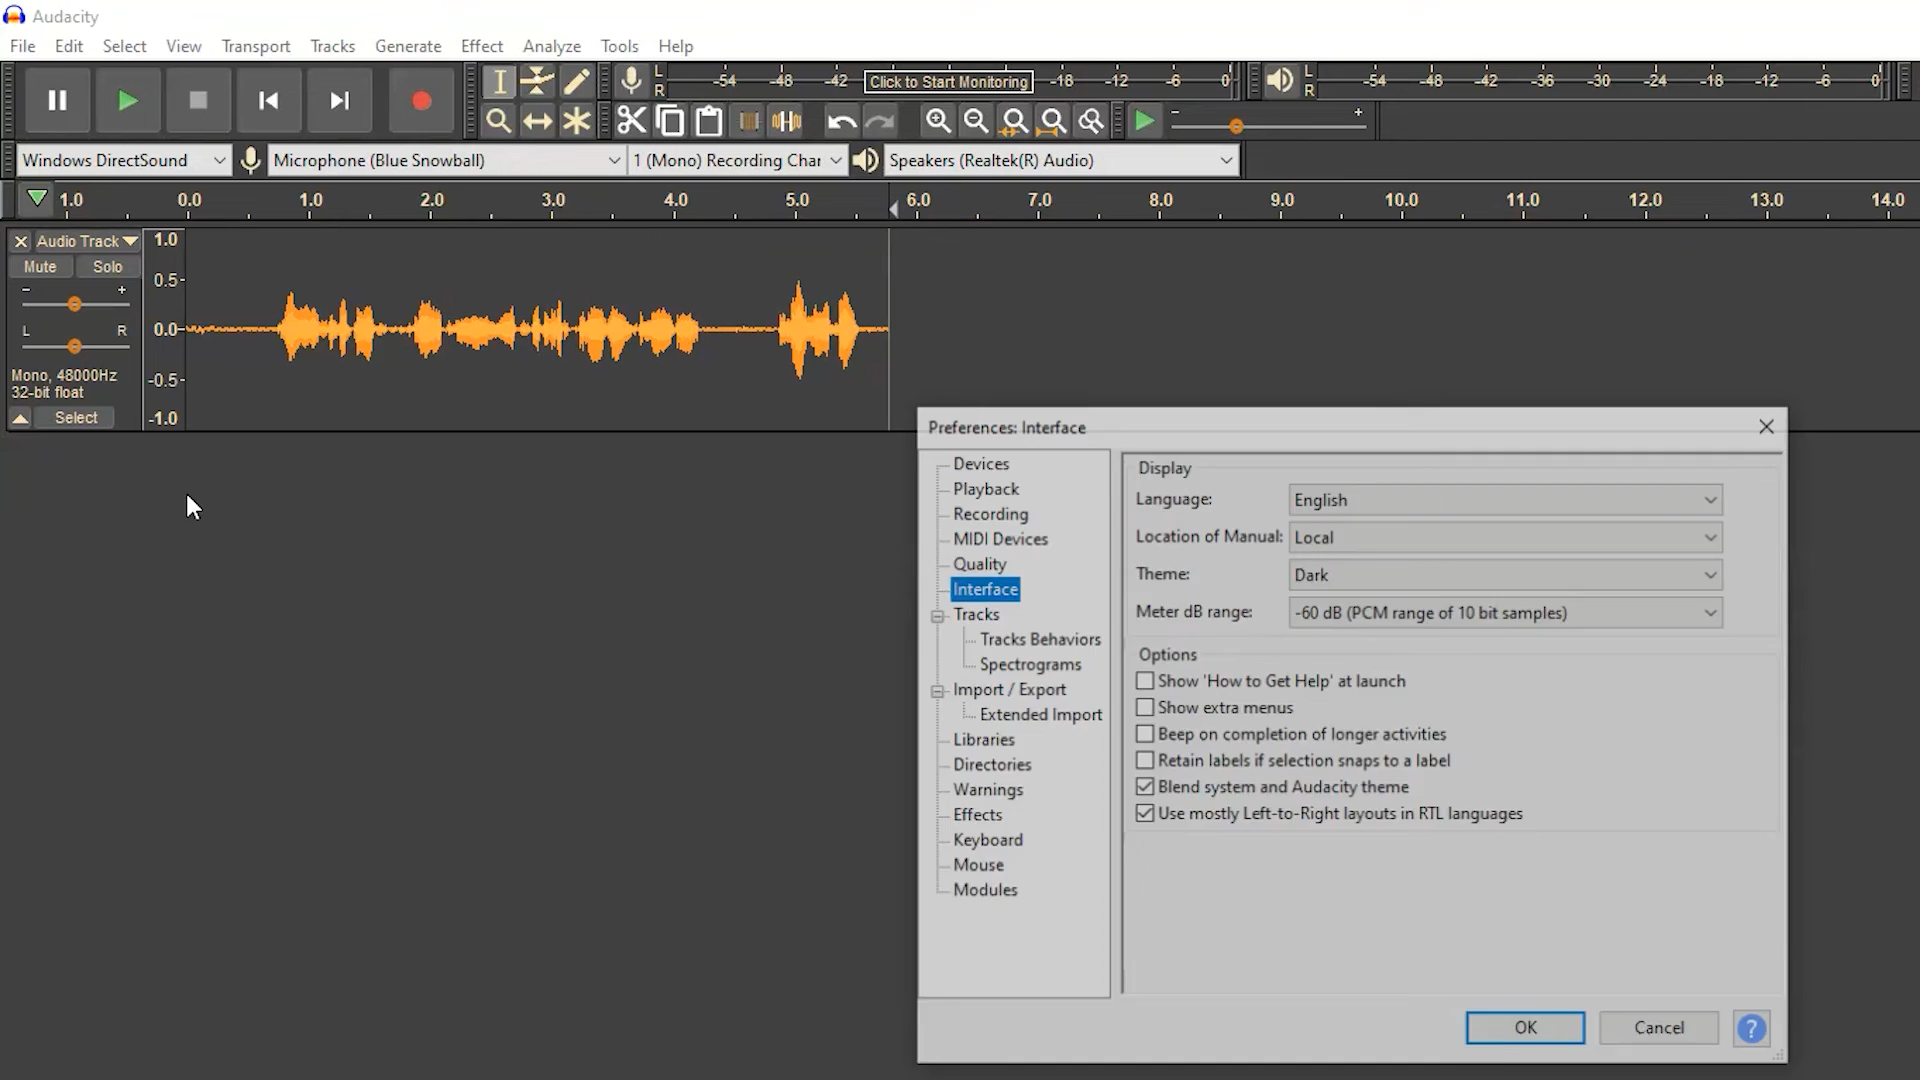 Audacity
File Edit Select View Transport Tracks Generate Effect Analyze Tools Help
L R -54 -48 -42 Click to Start Monitoring -18 -12 -6 0 L R -54 -48 -42 -36 -30 -24 -18 -12 -6 0
- +
Windows DirectSound Microphone (Blue Snowball) 1 (Mono) Recording Char Speakers (Realtek(R) Audio)
1.0 0.0 1.0 2.0 3.0 4.0 5.0 6.0 7.0 8.0 9.0 10.0 11.0 12.0 13.0 14.0
Audio Track 1.0
Mute Solo
0.5-
- +
L R 0.0-
Mono, 48000Hz
-0.5-
32-bit float
Select -1.0
Preferences: Interface
Devices
Playback
Recording
MIDI Devices
Quality
Interface
Tracks
Tracks Behaviors
Spectrograms
Import / Export
Extended Import
Libraries
Directories
Warnings
Effects
Keyboard
Mouse
Modules
Display
Language: English
Location of Manual: Local
Theme: Dark
Meter dB range: -60 dB (PCM range of 10 bit samples)
Options
Show 'How to Get Help' at launch
Show extra menus
Beep on completion of longer activities
Retain labels if selection snaps to a label
Blend system and Audacity theme
Use mostly Left-to-Right layouts in RTL languages
OK Cancel ?